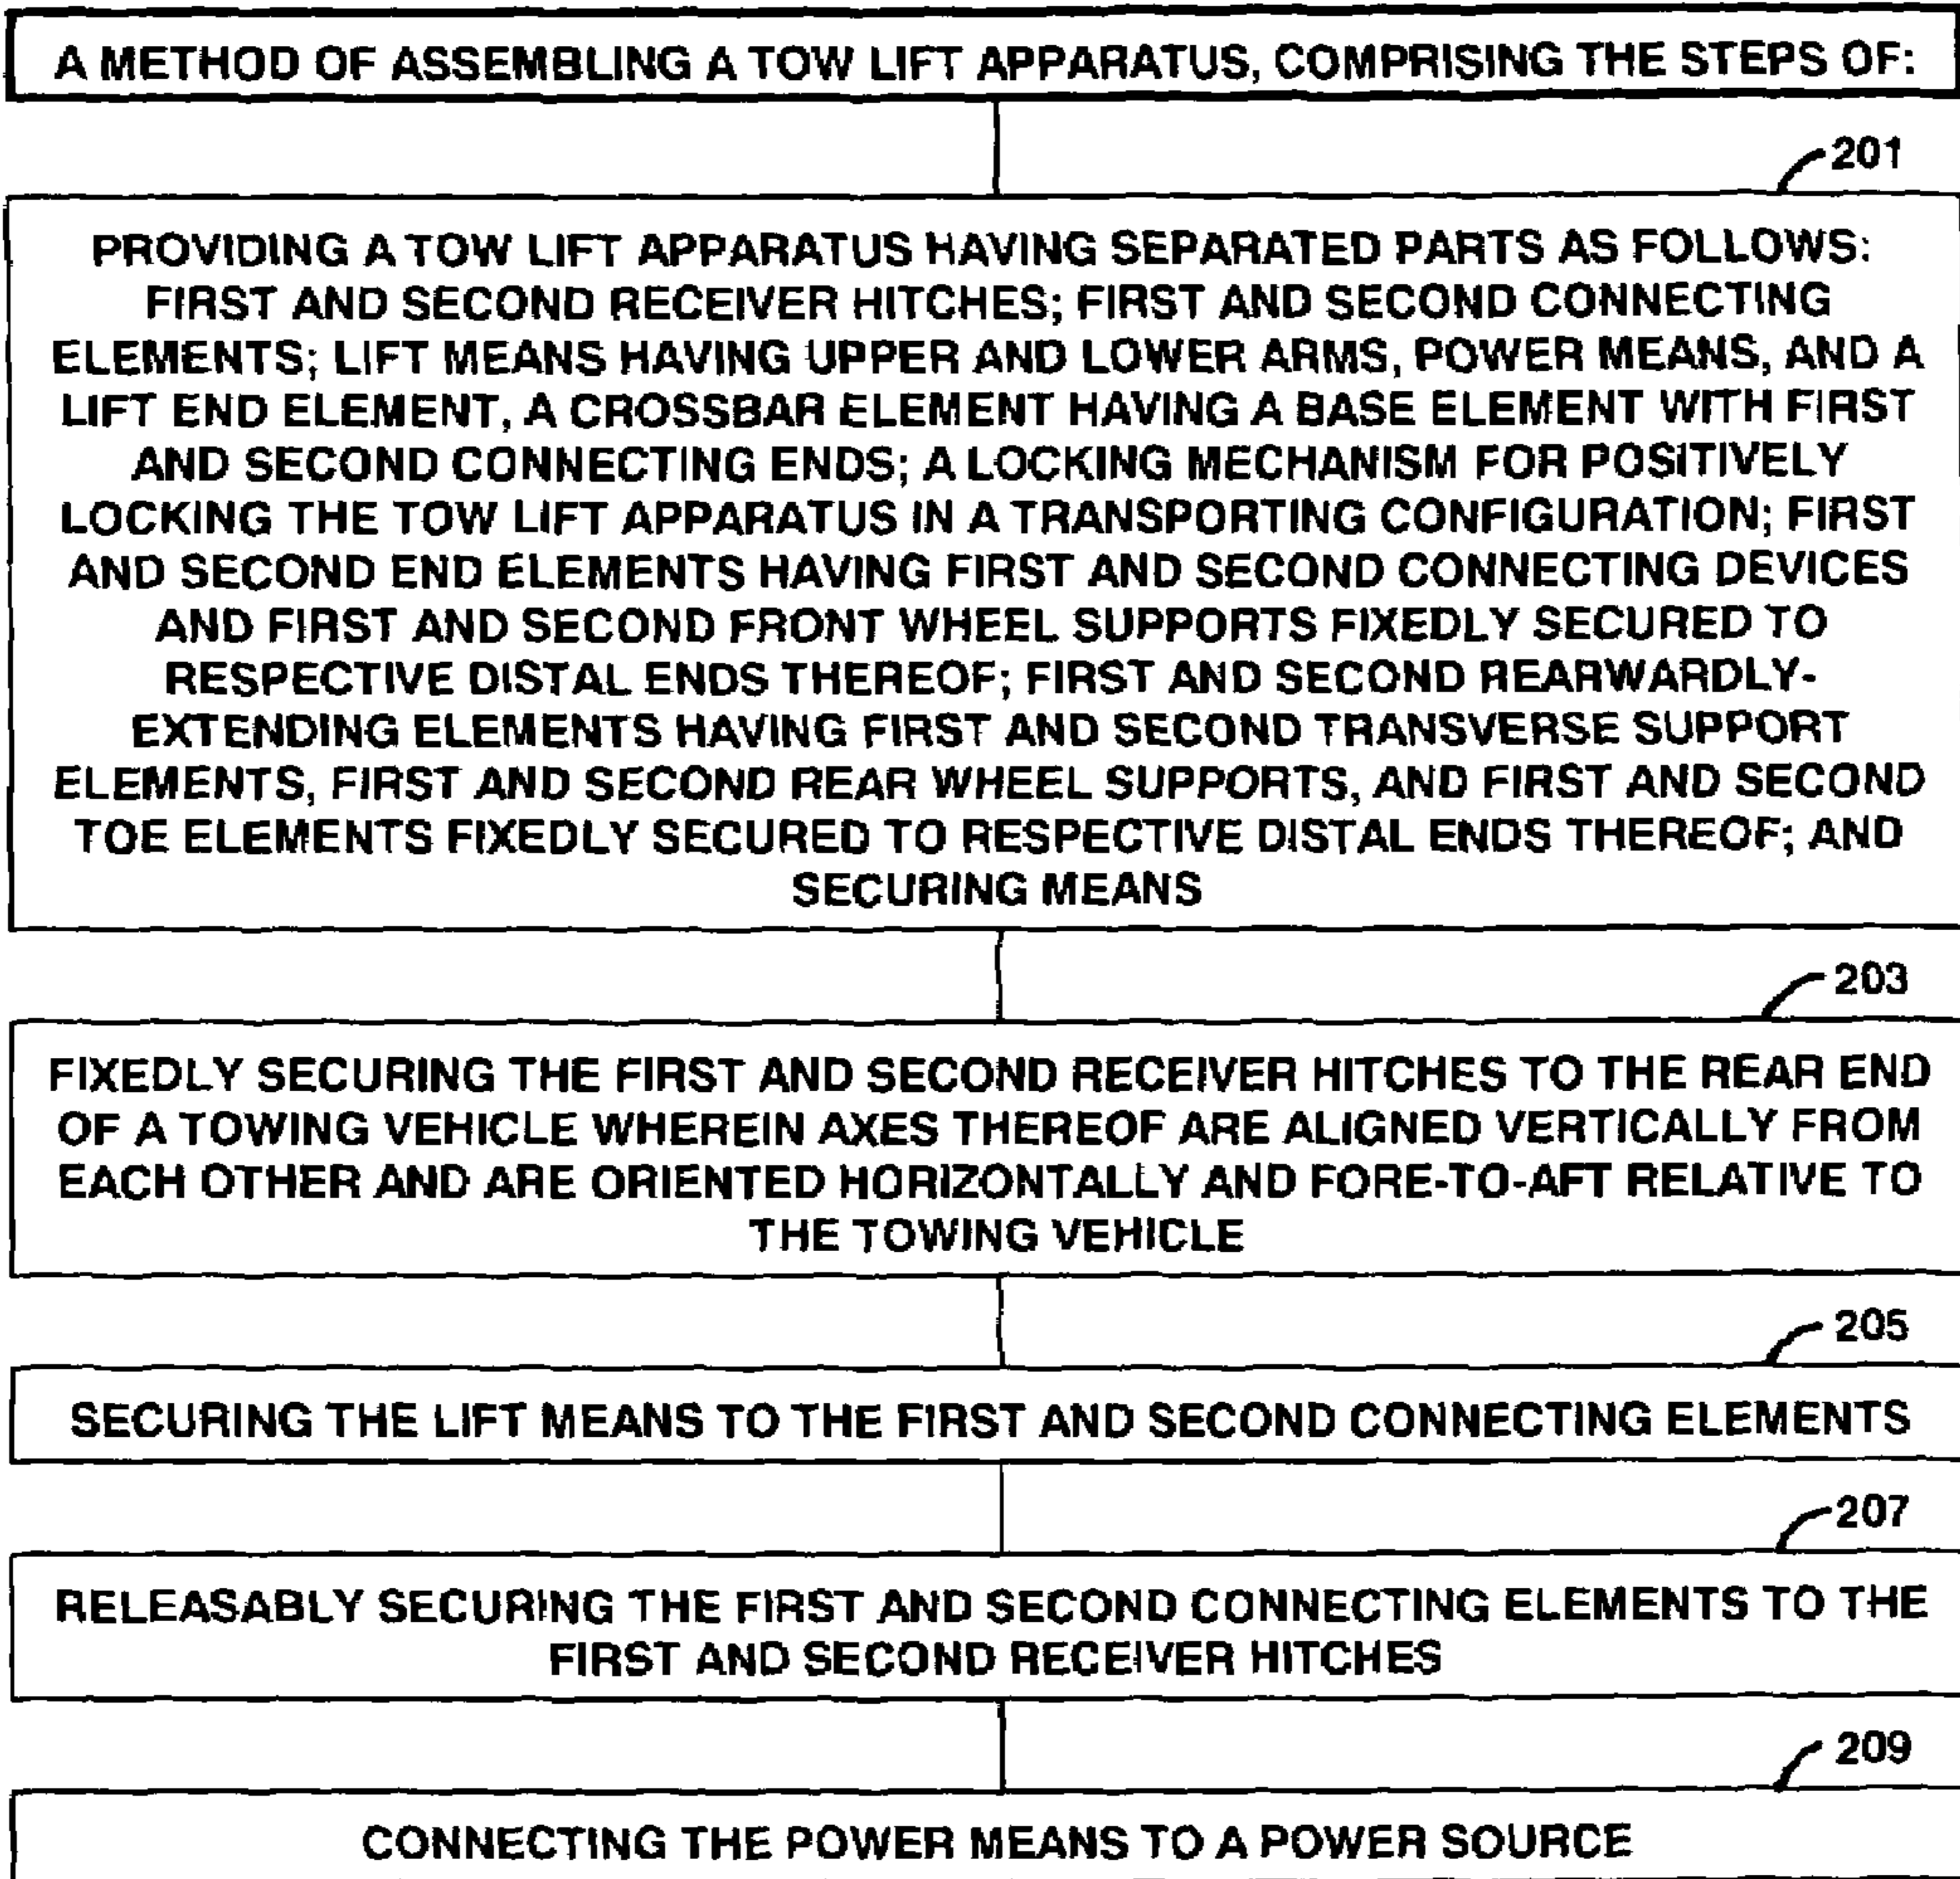 A METHOD OF ASSEMBLING A TOW LIFT APPARATUS, COMPRISING THE STEPS OF:
201
PROVIDING A TOW LIFT APPARATUS HAVING SEPARATED PARTS AS FOLLOWS:
FIRST AND SECOND RECEIVER HITCHES; FIRST AND SECOND CONNECTING
ELEMENTS; LIFT MEANS HAVING UPPER AND LOWER ARMS, POWER MEANS, AND A
LIFT END ELEMENT, A CROSSBAR ELEMENT HAVING A BASE ELEMENT WITH FIRST
AND SECOND CONNECTING ENDS; A LOCKING MECHANISM FOR POSITIVELY
LOCKING THE TOW LIFT APPARATUS IN A TRANSPORTING CONFIGURATION; FIRST
AND SECOND END ELEMENTS HAVING FIRST AND SECOND CONNECTING DEVICES
AND FIRST AND SECOND FRONT WHEEL SUPPORTS FIXEDLY SECURED TO
RESPECTIVE DISTAL ENDS THEREOF; FIRST AND SECOND REARWARDLY-
EXTENDING ELEMENTS HAVING FIRST AND SECOND TRANSVERSE SUPPORT
ELEMENTS, FIRST AND SECOND REAR WHEEL SUPPORTS, AND FIRST AND SECOND
TOE ELEMENTS FIXEDLY SECURED TO RESPECTIVE DISTAL ENDS THEREOF; AND
SECURING MEANS
203
FIXEDLY SECURING THE FIRST AND SECOND RECEIVER HITCHES TO THE REAR END
OF A TOWING VEHICLE WHEREIN AXES THEREOF ARE ALIGNED VERTICALLY FROM
EACH OTHER AND ARE ORIENTED HORIZONTALLY AND FORE-TO-AFT RELATIVE TO
THE TOWING VEHICLE
205
SECURING THE LIFT MEANS TO THE FIRST AND SECOND CONNECTING ELEMENTS
207
RELEASABLY SECURING THE FIRST AND SECOND CONNECTING ELEMENTS TO THE
FIRST AND SECOND RECEIVER HITCHES
209
CONNECTING THE POWER MEANS TO A POWER SOURCE